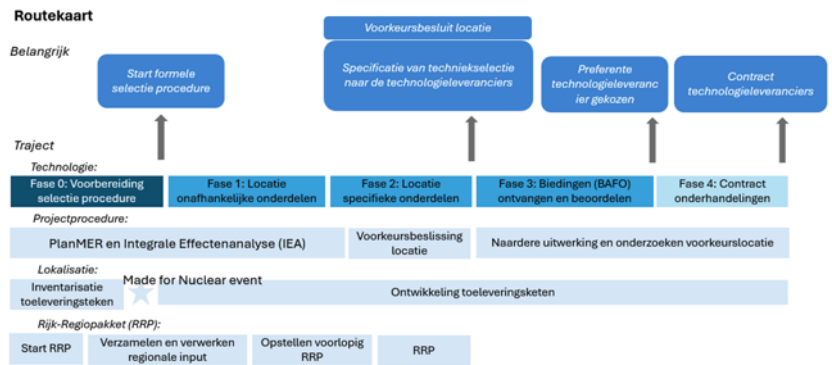 Routekaart
Belangrijk
Start formele
selectie procedure
Voorkeursbesluit locatie
Specificatie van techniekselectie
naar de technologieleveranciers
Preferente
technologieleveranc
ier gekozen
Contract
technologieleveranciers
Traject
Technologie:
Fase 0: Voorbereiding
selectie procedure
Fase 1: Locatie
onafhankelijke onderdelen
Fase 2: Locatie
specifieke onderdelen
Fase 3: Biedingen (BAFO)
ontvangen en beoordelen
Fase 4: Contract
onderhandelingen
Projectprocedure:
PlanMER en Integrale Effectenanalyse (IEA)
Voorkeursbeslissing
locatie
Naardere uitwerking en onderzoeken voorkeurslocatie
Lokalisatie:
Inventarisatie
toeleveringsteken
Made for Nuclear event
Ontwikkeling toeleveringsketen
Rijk-Regiopakket (RRP):
Start RRP
Verzamelen en verwerken
regionale input
Opstellen voorlopig
RRP
RRP